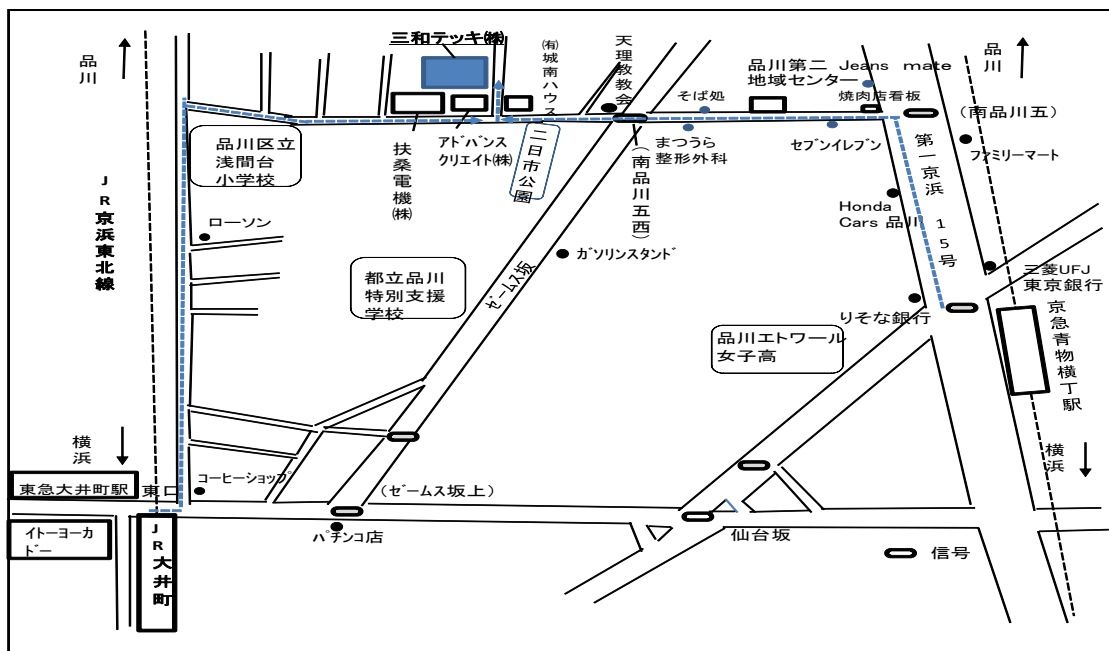 品川
三和テッキ㈱
㈲城南ハウス
天理教教会
品川第二
地域センター
Jeans mate
品川
そば処
焼肉店看板
(南品川五)
品川区立
浅間台
小学校
扶桑電機㈱
アドバンス
クリエイト㈱
二日市公園
(南品川五西)
まつうら
整形外科
セブンイレブン
第一京浜 15号
ファミリーマート
JR京浜東北線
ローソン
Honda
Cars 品川
ガソリンスタンド
都立品川
特別支援
学校
ゼームス坂
三菱UFJ
東京銀行
りそな銀行
品川エトワール
女子高
京急青物横丁駅
横浜
横浜
東急大井町駅
東口
コーヒーショップ
(ゼームス坂上)
イトーヨーカ
ドー
JR大井町
パチンコ店
仙台坂
信号